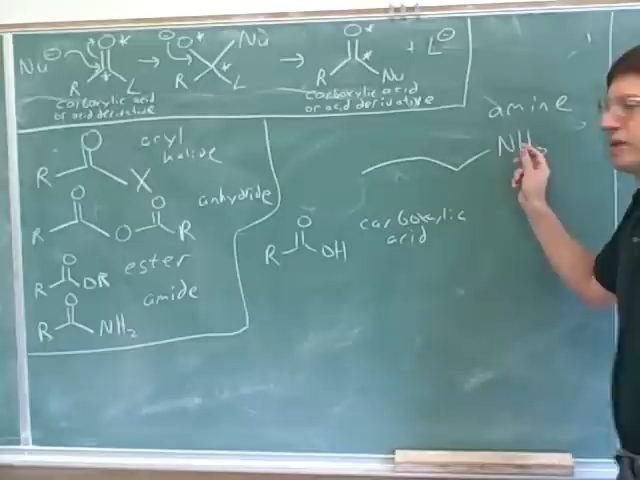 Nu⊖ O* R * L → ⊖O * Nu R * L → O* * R Nu + L⊖
carboxylic acid
or acid derivative
carboxylic acid
or acid derivative
amine
NH2
O R X acyl
halide
O O R O R anhydride
O R OR ester
O R NH2 amide
O R OH carboxylic
acid